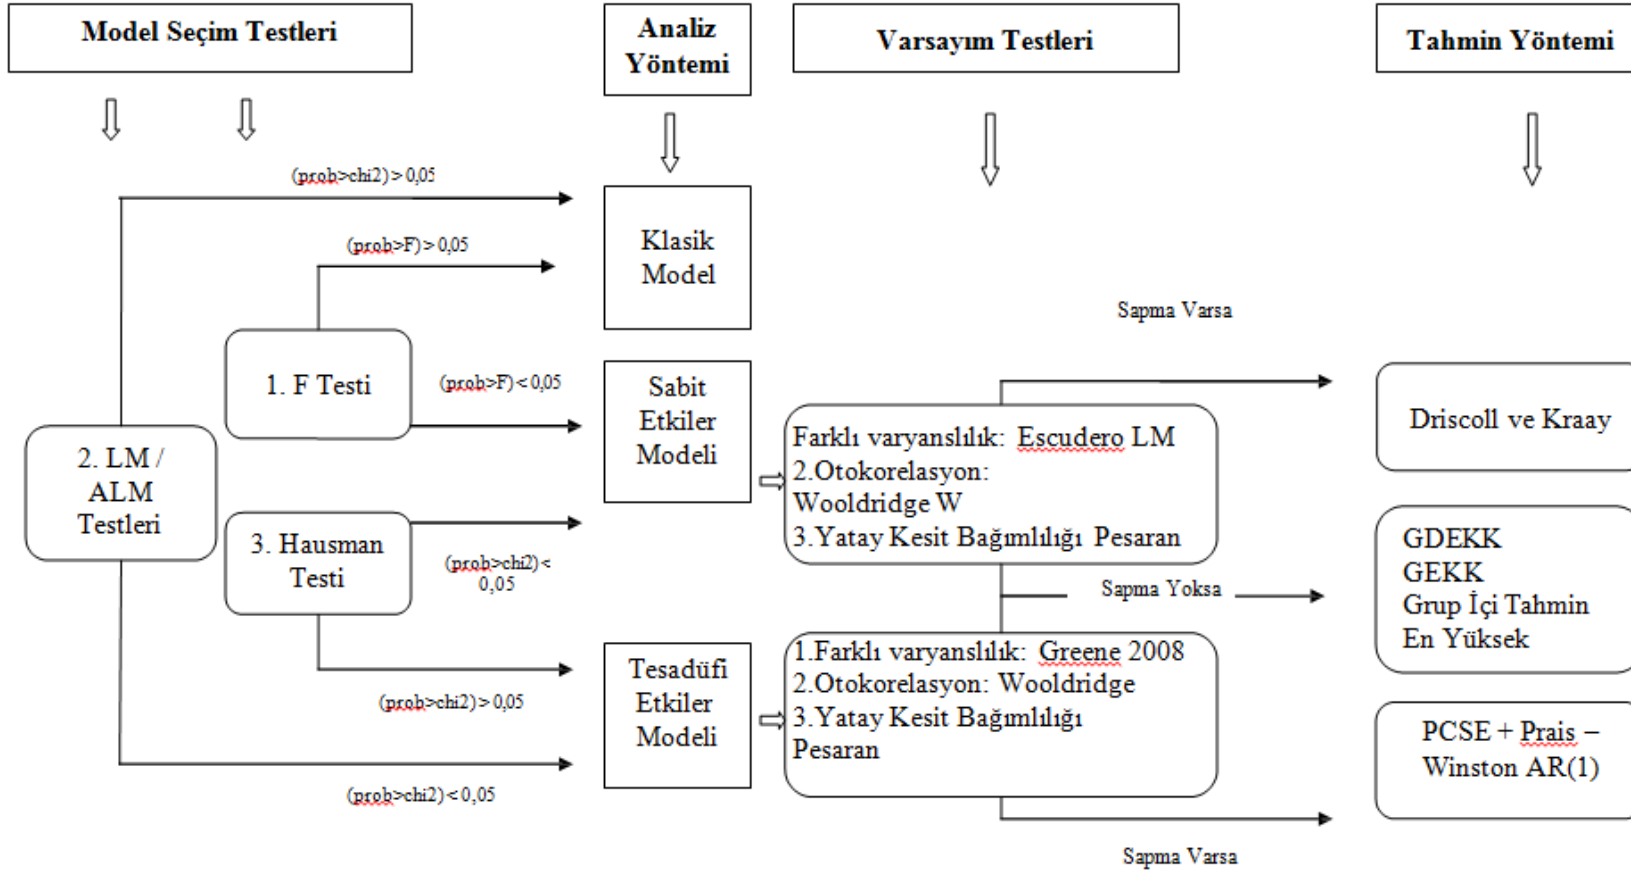 Model Seçim Testleri
Analiz
Yöntemi
Varsayım Testleri
Tahmin Yöntemi
(prob>chi2) > 0,05
(prob>F) > 0,05
Klasik
Model
1. F Testi
(prob>F) < 0,05
Sabit
Etkiler
Modeli
2. LM /
ALM
Testleri
3. Hausman
Testi
(prob>chi2) <
0,05
(prob>chi2) > 0,05
Tesadüfi
Etkiler
Modeli
(prob>chi2) < 0,05
Sapma Varsa
Farklı varyanslılık: Escudero LM
2.Otokorelasyon:
Wooldridge W
3.Yatay Kesit Bağımlılığı Pesaran
Sapma Yoksa
1.Farklı varyanslılık: Greene 2008
2.Otokorelasyon: Wooldridge
3.Yatay Kesit Bağımlılığı
Pesaran
Sapma Varsa
Driscoll ve Kraay
GDEKK
GEKK
Grup İçi Tahmin
En Yüksek
PCSE + Prais –
Winston AR(1)